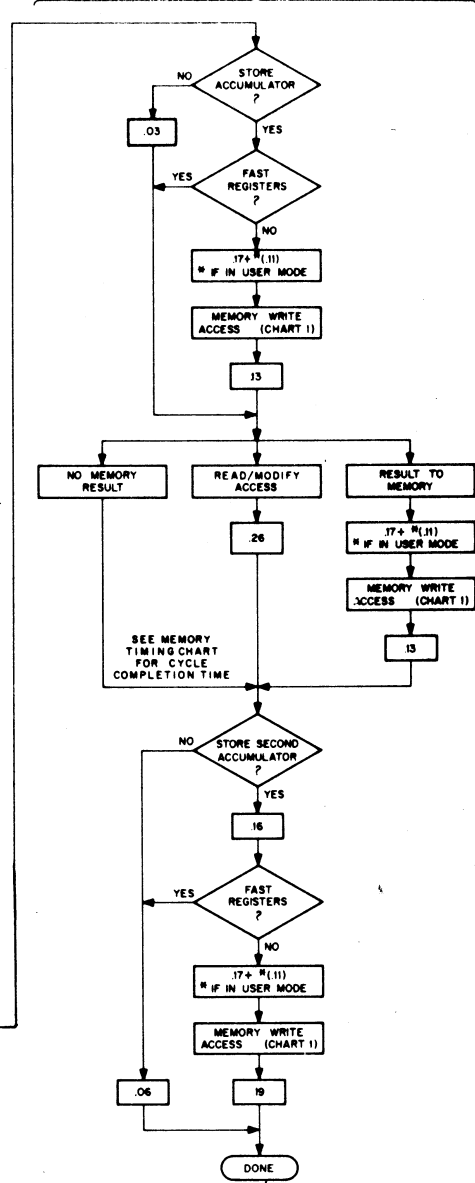 STORE
ACCUMULATOR
?
NO
YES
.03
FAST
REGISTERS
?
YES
NO
.17+ *(.11)
* IF IN USER MODE
MEMORY WRITE
ACCESS (CHART 1)
.13
NO MEMORY
RESULT
READ/MODIFY
ACCESS
RESULT TO
MEMORY
.26
.17+ *(.11)
* IF IN USER MODE
MEMORY WRITE
ACCESS (CHART 1)
.13
SEE MEMORY
TIMING CHART
FOR CYCLE
COMPLETION TIME
NO
STORE SECOND
ACCUMULATOR
?
YES
.16
YES
FAST
REGISTERS
?
NO
.17+ *(.11)
* IF IN USER MODE
MEMORY WRITE
ACCESS (CHART 1)
.06
.19
DONE